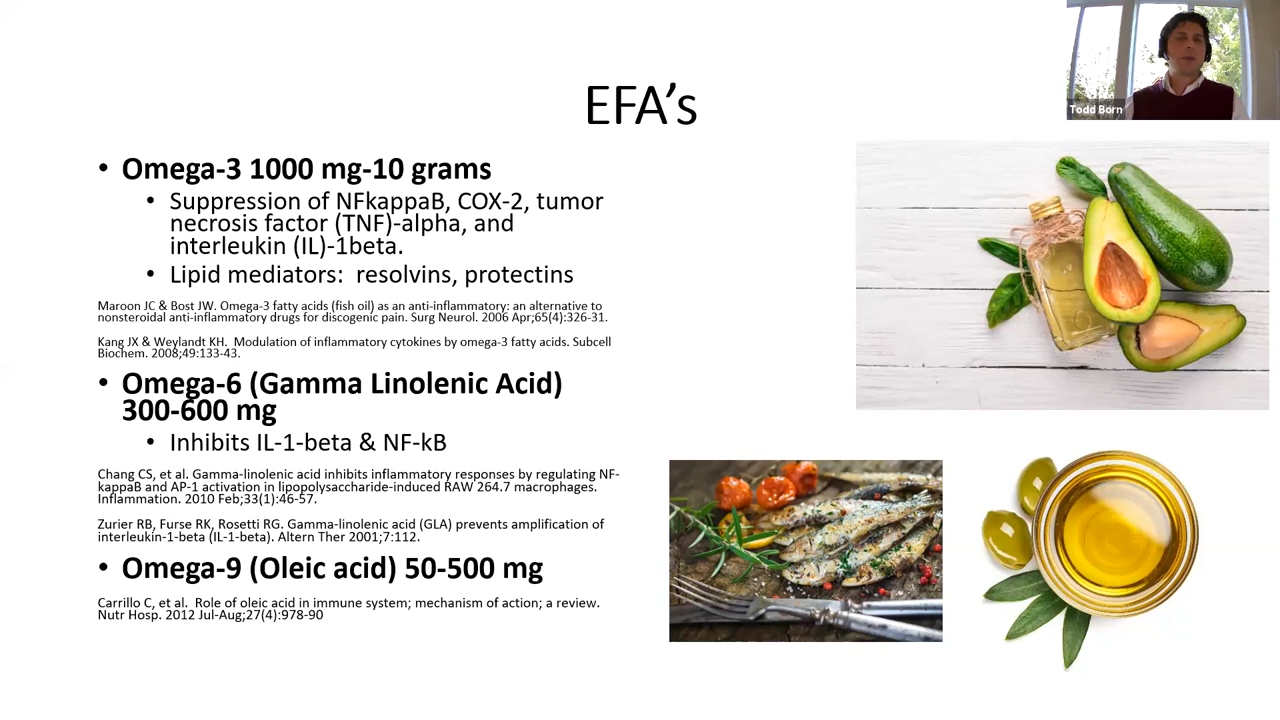 Todd Born
EFA's
• Omega-3 1000 mg-10 grams
• Suppression of NFkappaB, COX-2, tumor
necrosis factor (TNF)-alpha, and
interleukin (IL)-1beta.
• Lipid mediators: resolvins, protectins
Maroon JC & Bost JW. Omega-3 fatty acids (fish oil) as an anti-inflammatory: an alternative to
nonsteroidal anti-inflammatory drugs for discogenic pain. Surg Neurol. 2006 Apr;65(4):326-31.
Kang JX & Weylandt KH. Modulation of inflammatory cytokines by omega-3 fatty acids. Subcell
Biochem. 2008;49:133-43.
• Omega-6 (Gamma Linolenic Acid)
300-600 mg
• Inhibits IL-1-beta & NF-kB
Chang CS, et al. Gamma-linolenic acid inhibits inflammatory responses by regulating NF-
kappaB and AP-1 activation in lipopolysaccharide-induced RAW 264.7 macrophages.
Inflammation. 2010 Feb;33(1):46-57.
Zurier RB, Furse RK, Rosetti RG. Gamma-linolenic acid (GLA) prevents amplification of
interleukin-1-beta (IL-1-beta). Altern Ther 2001;7:112.
• Omega-9 (Oleic acid) 50-500 mg
Carrillo C, et al. Role of oleic acid in immune system; mechanism of action; a review.
Nutr Hosp. 2012 Jul-Aug;27(4):978-90